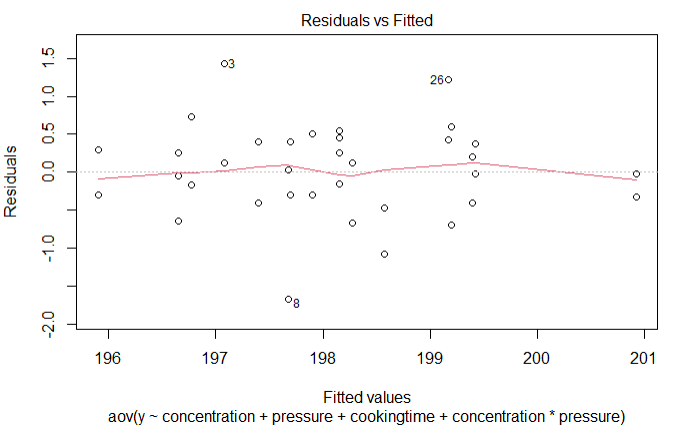 Residuals vs Fitted
Residuals
1.5
1.0
0.5
0.0
-1.0
-2.0
3
26
8
196 197 198 199 200 201
Fitted values
aov(y ~ concentration + pressure + cookingtime + concentration * pressure)